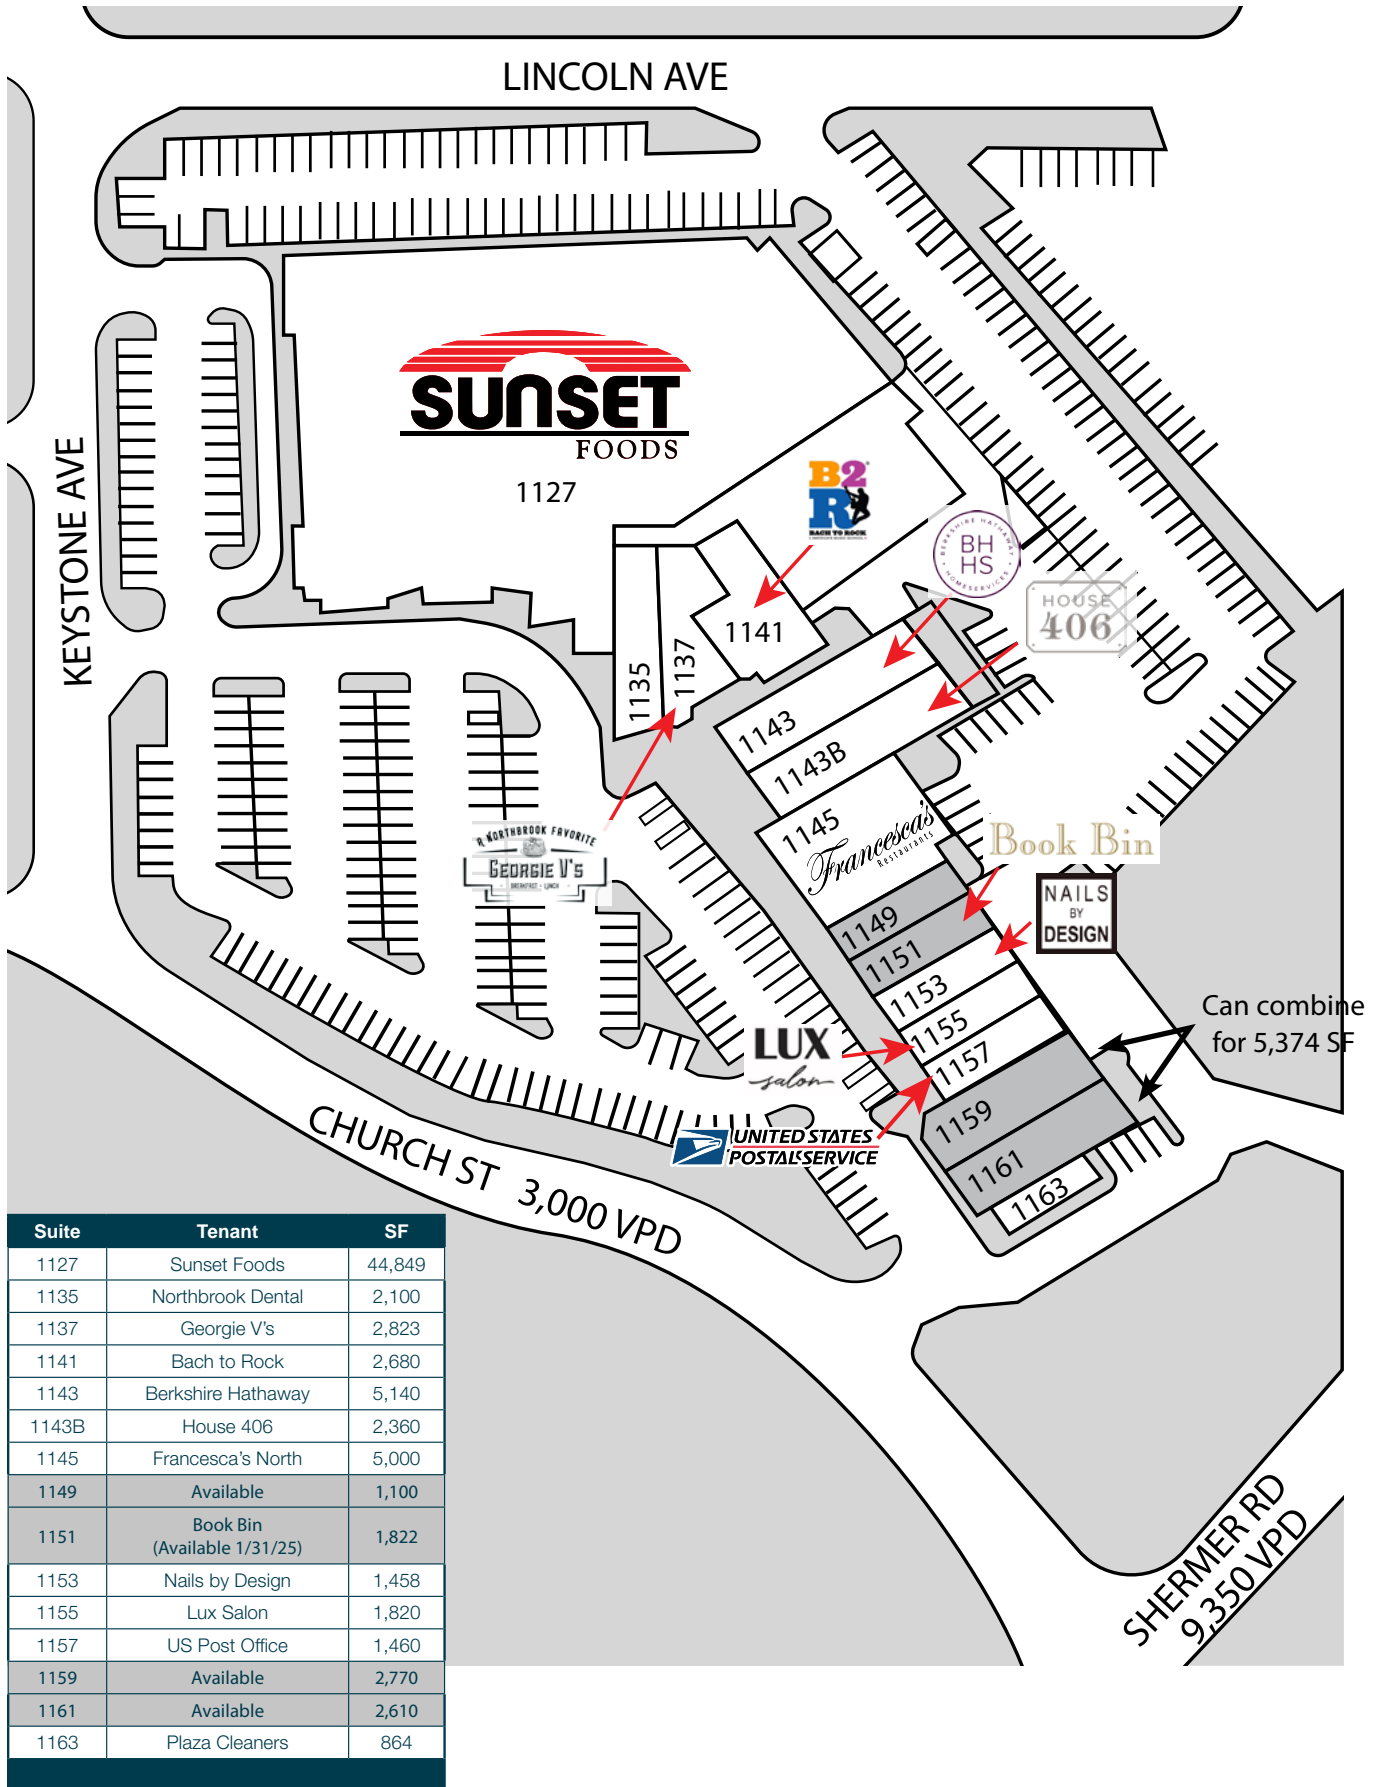 LINCOLN AVE
KEYSTONE AVE
SUNSET
FOODS
1127
B2
R
BACH TO ROCK
BERKSHIRE HATHAWAY
BH
HS
HOMESERVICES
HOUSE
406
1141
1135
1137
1143
1143B
1145
Francesca's
Restaurants
A NORTHBROOK FAVORITE
GEORGIE V'S
BREAKFAST - LUNCH
Book Bin
NAILS
BY
DESIGN
1149
1151
1153
1155
1157
1159
1161
1163
LUX
salon
UNITED STATES
POSTAL SERVICE
Can combine
for 5,374 SF
CHURCH ST 3,000 VPD
SHERMER RD
9,350 VPD
Suite Tenant SF
1127 Sunset Foods 44,849
1135 Northbrook Dental 2,100
1137 Georgie V's 2,823
1141 Bach to Rock 2,680
1143 Berkshire Hathaway 5,140
1143B House 406 2,360
1145 Francesca's North 5,000
1149 Available 1,100
1151 Book Bin (Available 1/31/25) 1,822
1153 Nails by Design 1,458
1155 Lux Salon 1,820
1157 US Post Office 1,460
1159 Available 2,770
1161 Available 2,610
1163 Plaza Cleaners 864